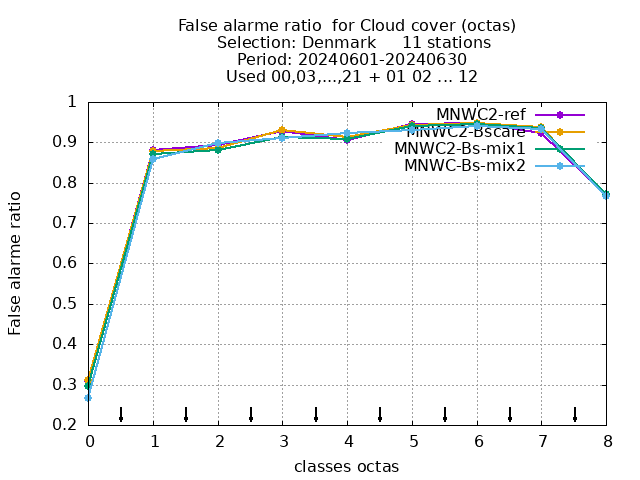 False alarme ratio  for Cloud cover (octas)
Selection: Denmark     11 stations
Period: 20240601-20240630
Used 00,03,...,21 + 01 02 ... 12
MNWC2-ref
MNWC2-Bscale
MNWC2-Bs-mix1
MNWC-Bs-mix2
False alarme ratio
1
0.9
0.8
0.7
0.6
0.5
0.4
0.3
0.2
0 1 2 3 4 5 6 7 8
classes octas